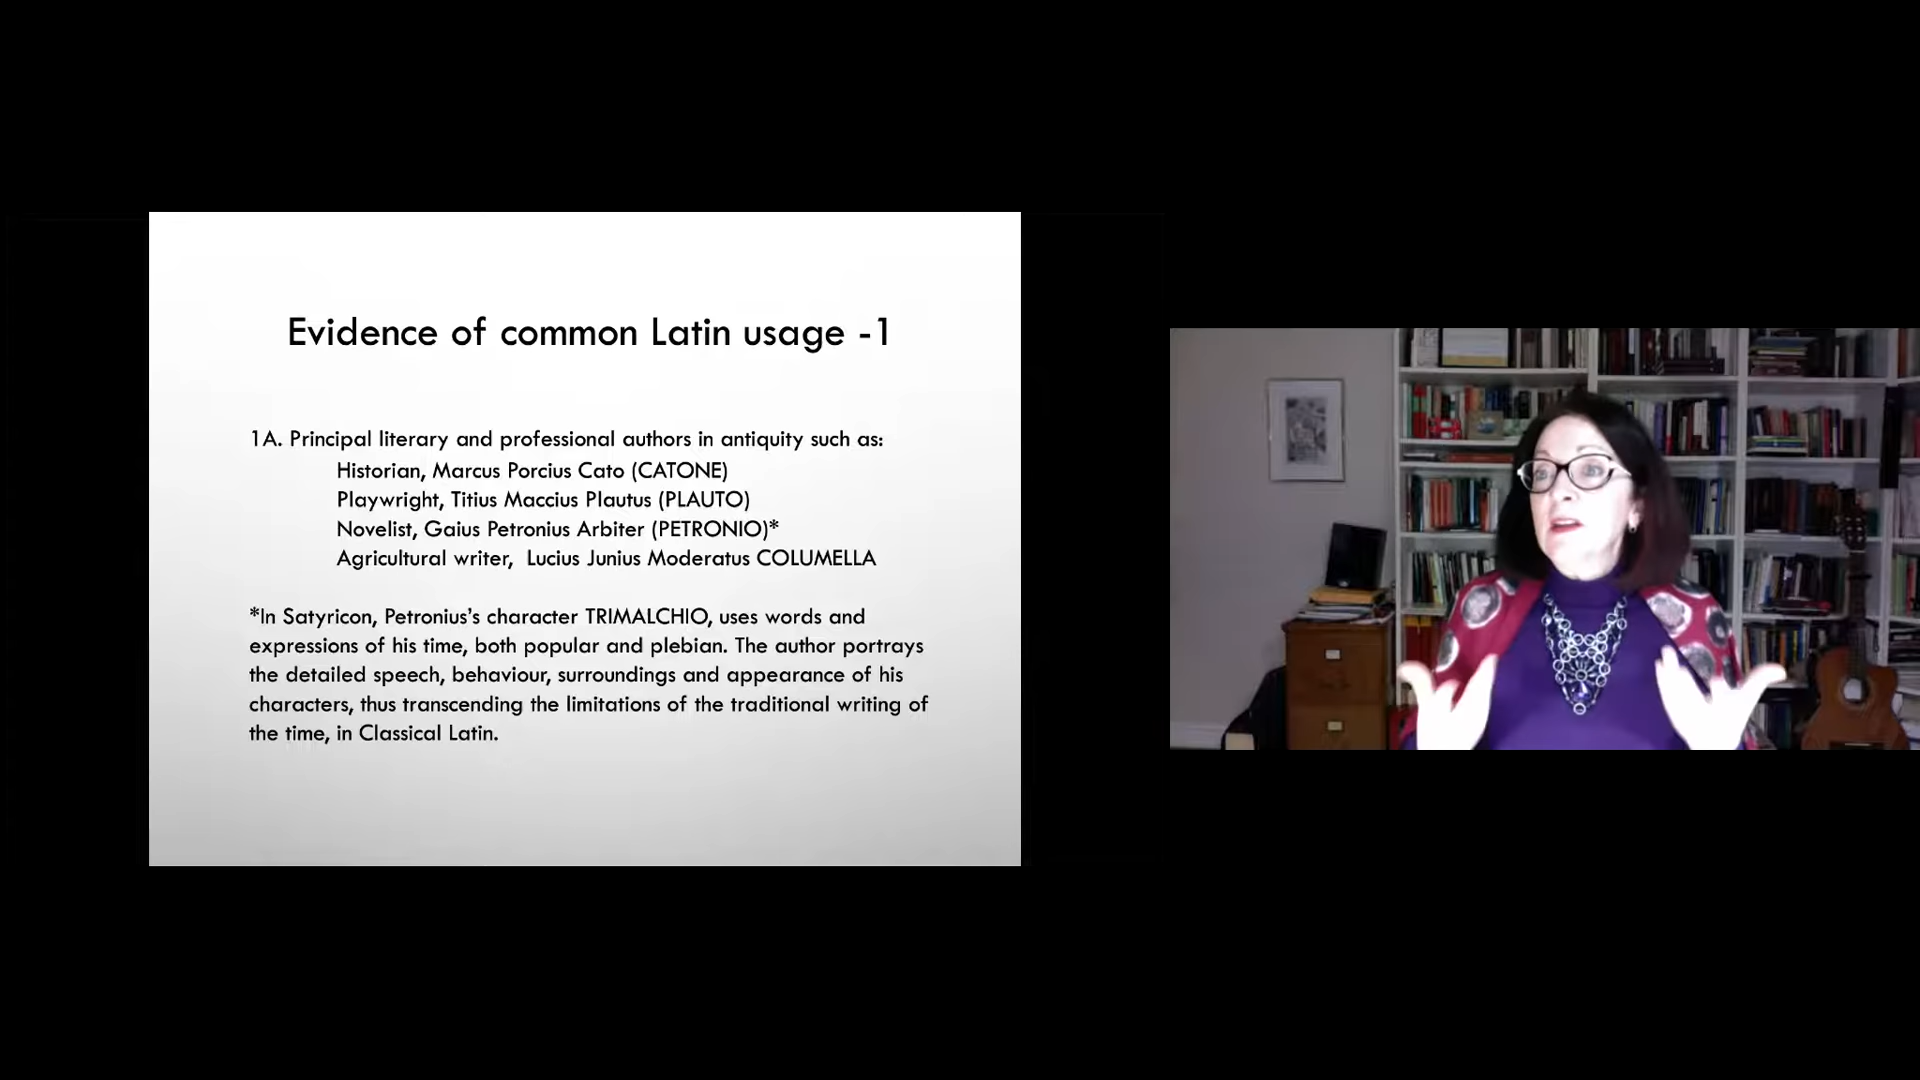 Evidence of common Latin usage -1
1A. Principal literary and professional authors in antiquity such as:
Historian, Marcus Porcius Cato (CATONE)
Playwright, Titius Maccius Plautus (PLAUTO)
Novelist, Gaius Petronius Arbiter (PETRONIO)*
Agricultural writer, Lucius Junius Moderatus COLUMELLA
*In Satyricon, Petronius’s character TRIMALCHIO, uses words and
expressions of his time, both popular and plebian. The author portrays
the detailed speech, behaviour, surroundings and appearance of his
characters, thus transcending the limitations of the traditional writing of
the time, in Classical Latin.